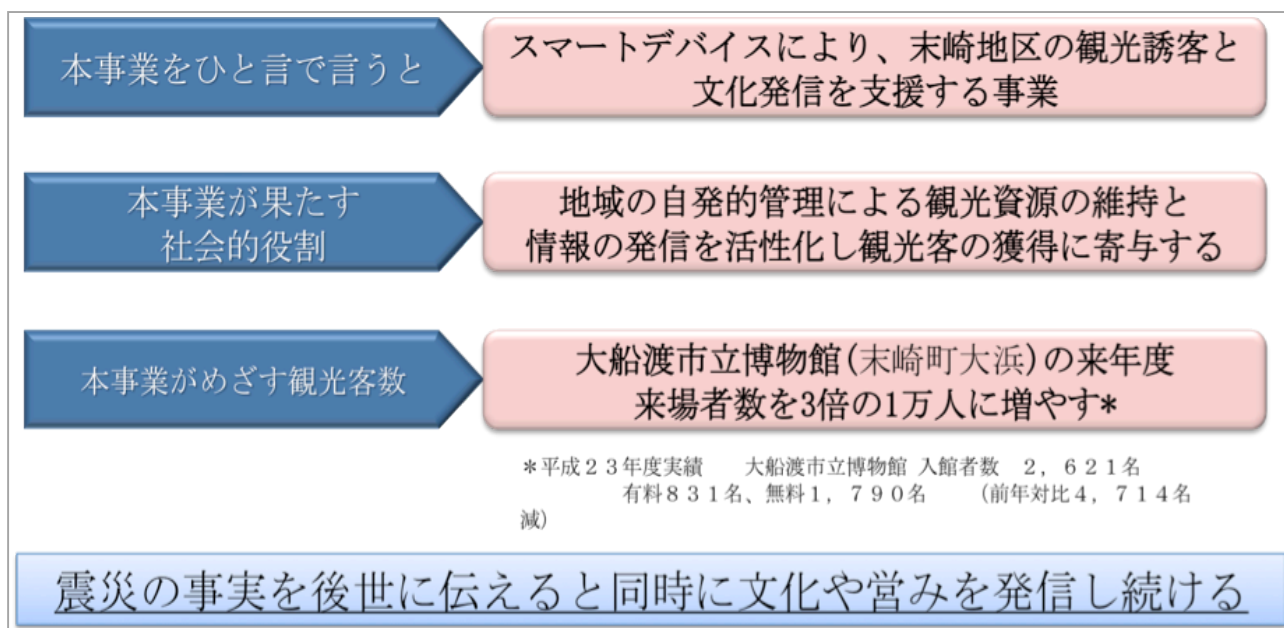 本事業をひと言で言うと
スマートデバイスにより、末崎地区の観光誘客と
文化発信を支援する事業
本事業が果たす
社会的役割
地域の自発的管理による観光資源の維持と
情報の発信を活性化し観光客の獲得に寄与する
本事業がめざす観光客数
大船渡市立博物館(末崎町大浜)の来年度
来場者数を3倍の1万人に増やす*
*平成23年度実績　大船渡市立博物館 入館者数　2,621名
有料831名、無料1,790名　(前年対比4,714名
減)
震災の事実を後世に伝えると同時に文化や営みを発信し続ける